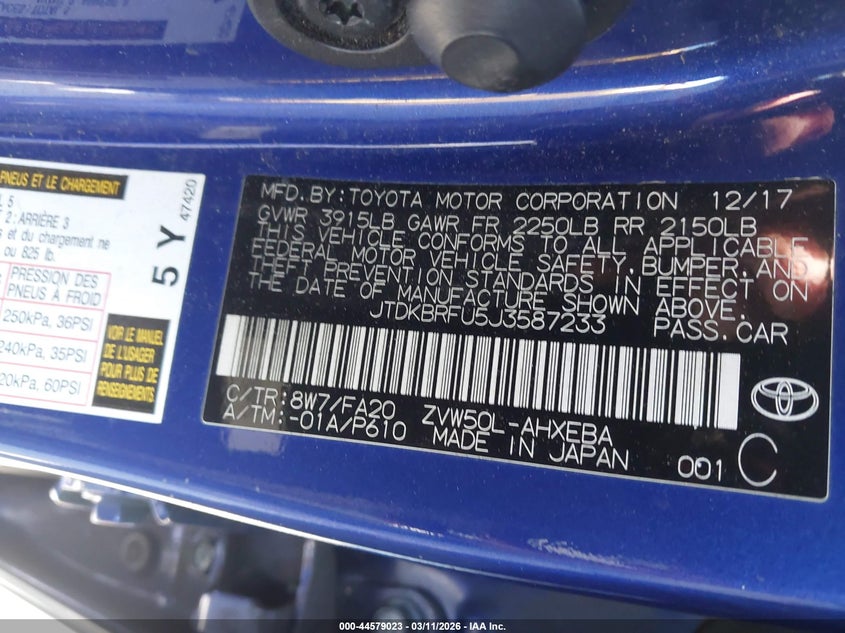 PNEUS ET LE CHARGEMENT
5
2 : ARRIÈRE 3
et du chargement ne
ou 825 lb.
PRESSION DES
PNEUS À FROID
250kPa, 36PSI
240kPa, 35PSI
20kPa, 60PSI
VOIR LE MANUEL
DE L'USAGER
POUR PLUS DE
RENSEIGNEMENTS
5 Y
47420
MFD. BY: TOYOTA MOTOR CORPORATION 12/17
GVWR 3915LB GAWR FR 2250LB RR 2150LB
THIS VEHICLE CONFORMS TO ALL APPLICABLE
FEDERAL MOTOR VEHICLE SAFETY, BUMPER, AND
THEFT PREVENTION STANDARDS IN EFFECT ON
THE DATE OF MANUFACTURE SHOWN ABOVE.
JTDKBRFU5J3587233 PASS. CAR
C/TR: 8W7/FA20 ZVW50L-AHXEBA
A/TM: -01A/P610 MADE IN JAPAN
001 C
000-44579023 - 03/11/2026 - IAA Inc.